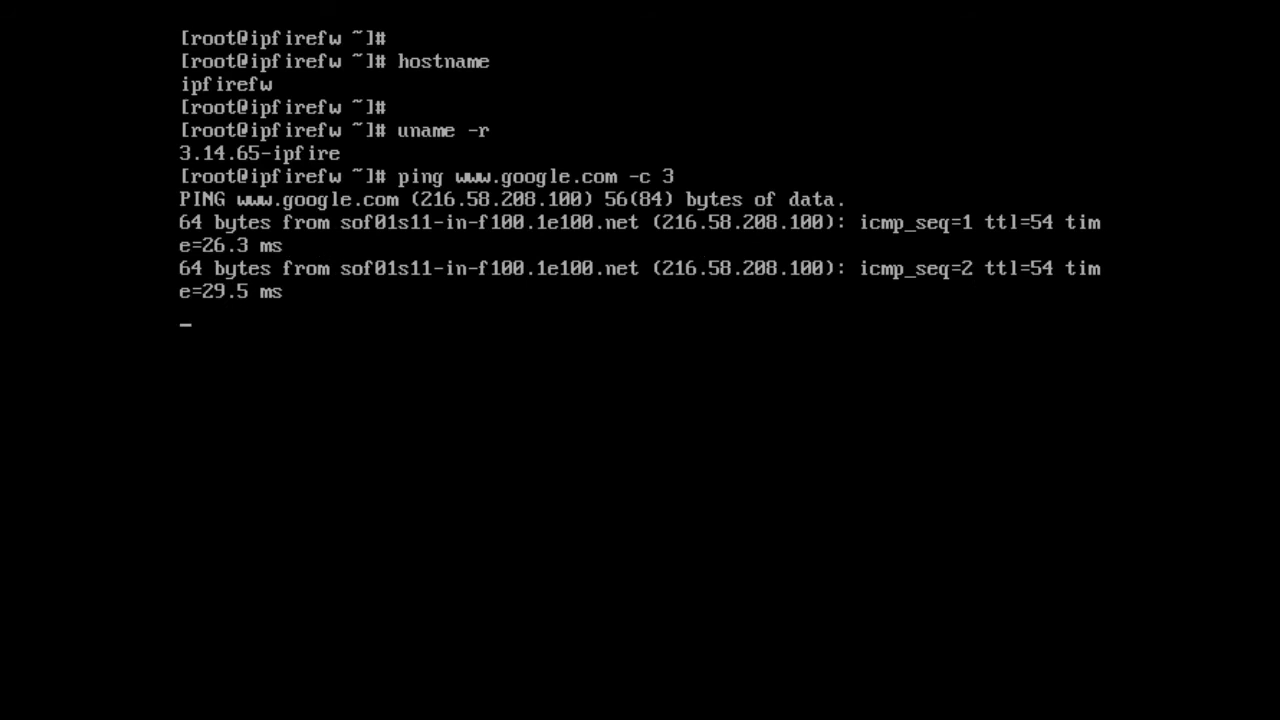 [root@ipfirefw ~]#
[root@ipfirefw ~]# hostname
ipfirefw
[root@ipfirefw ~]#
[root@ipfirefw ~]# uname -r
3.14.65-ipfire
[root@ipfirefw ~]# ping www.google.com -c 3
PING www.google.com (216.58.208.100) 56(84) bytes of data.
64 bytes from sof01s11-in-f100.1e100.net (216.58.208.100): icmp_seq=1 ttl=54 tim
e=26.3 ms
64 bytes from sof01s11-in-f100.1e100.net (216.58.208.100): icmp_seq=2 ttl=54 tim
e=29.5 ms
_